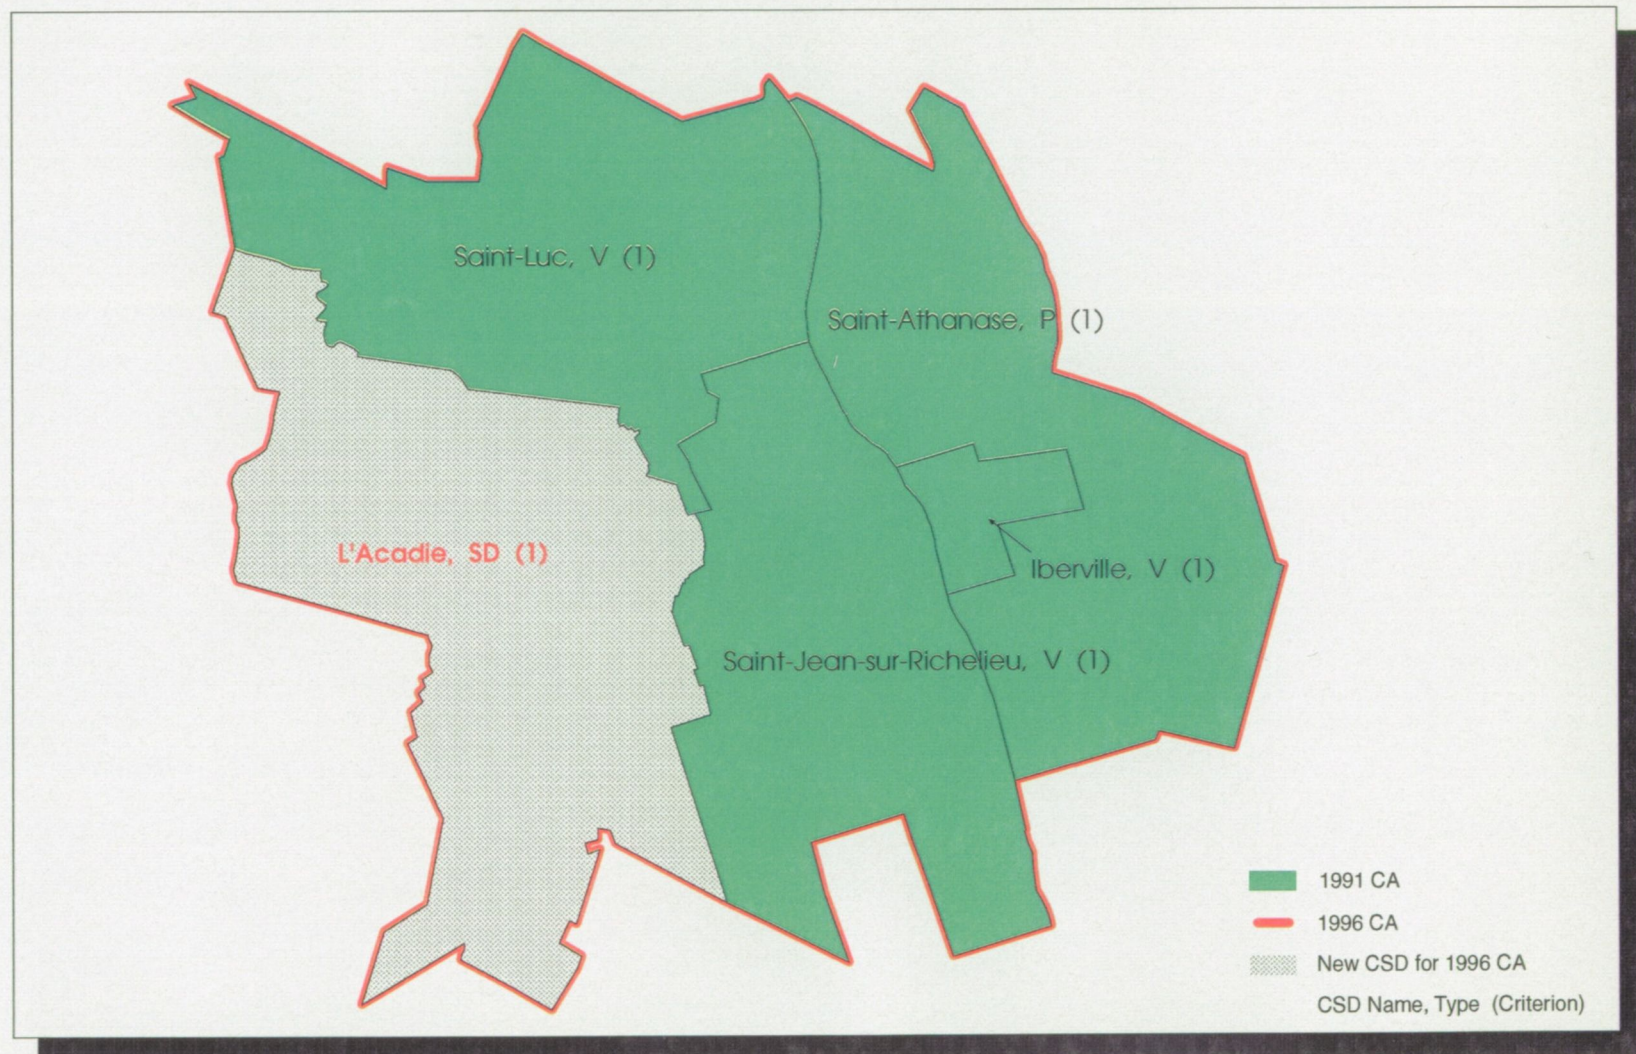 Saint-Luc, V (1)
Saint-Athanase, P (1)
L'Acadie, SD (1)
Iberville, V (1)
Saint-Jean-sur-Richelieu, V (1)
1991 CA
1996 CA
New CSD for 1996 CA
CSD Name, Type (Criterion)